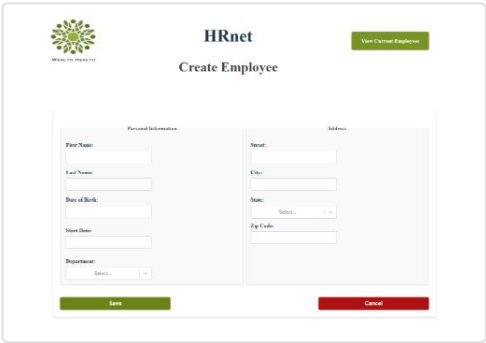 HRnet
View Current Employees
WEALTH HEALTH
Create Employee
Personal Information
First Name:
Last Name:
Date of Birth:
Start Date:
Department:
Select...
Address
Street:
City:
State:
Select...
Zip Code:
Save
Cancel